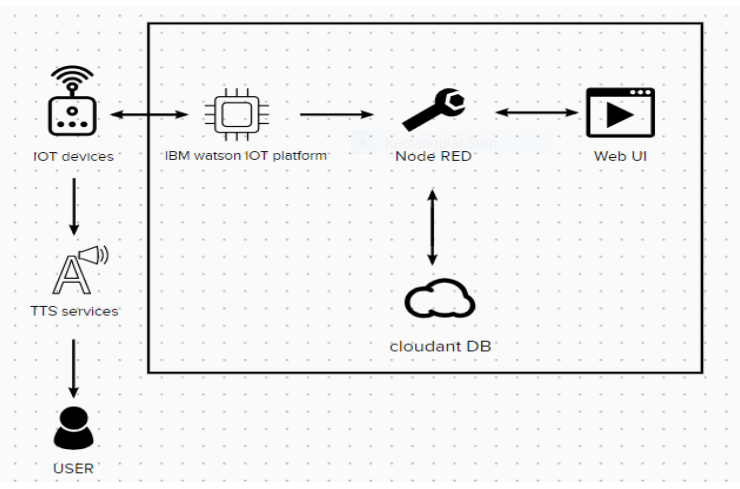 IOT devices
IBM watson IOT platform
Node RED
Web UI
A
TTS services
cloudant DB
USER